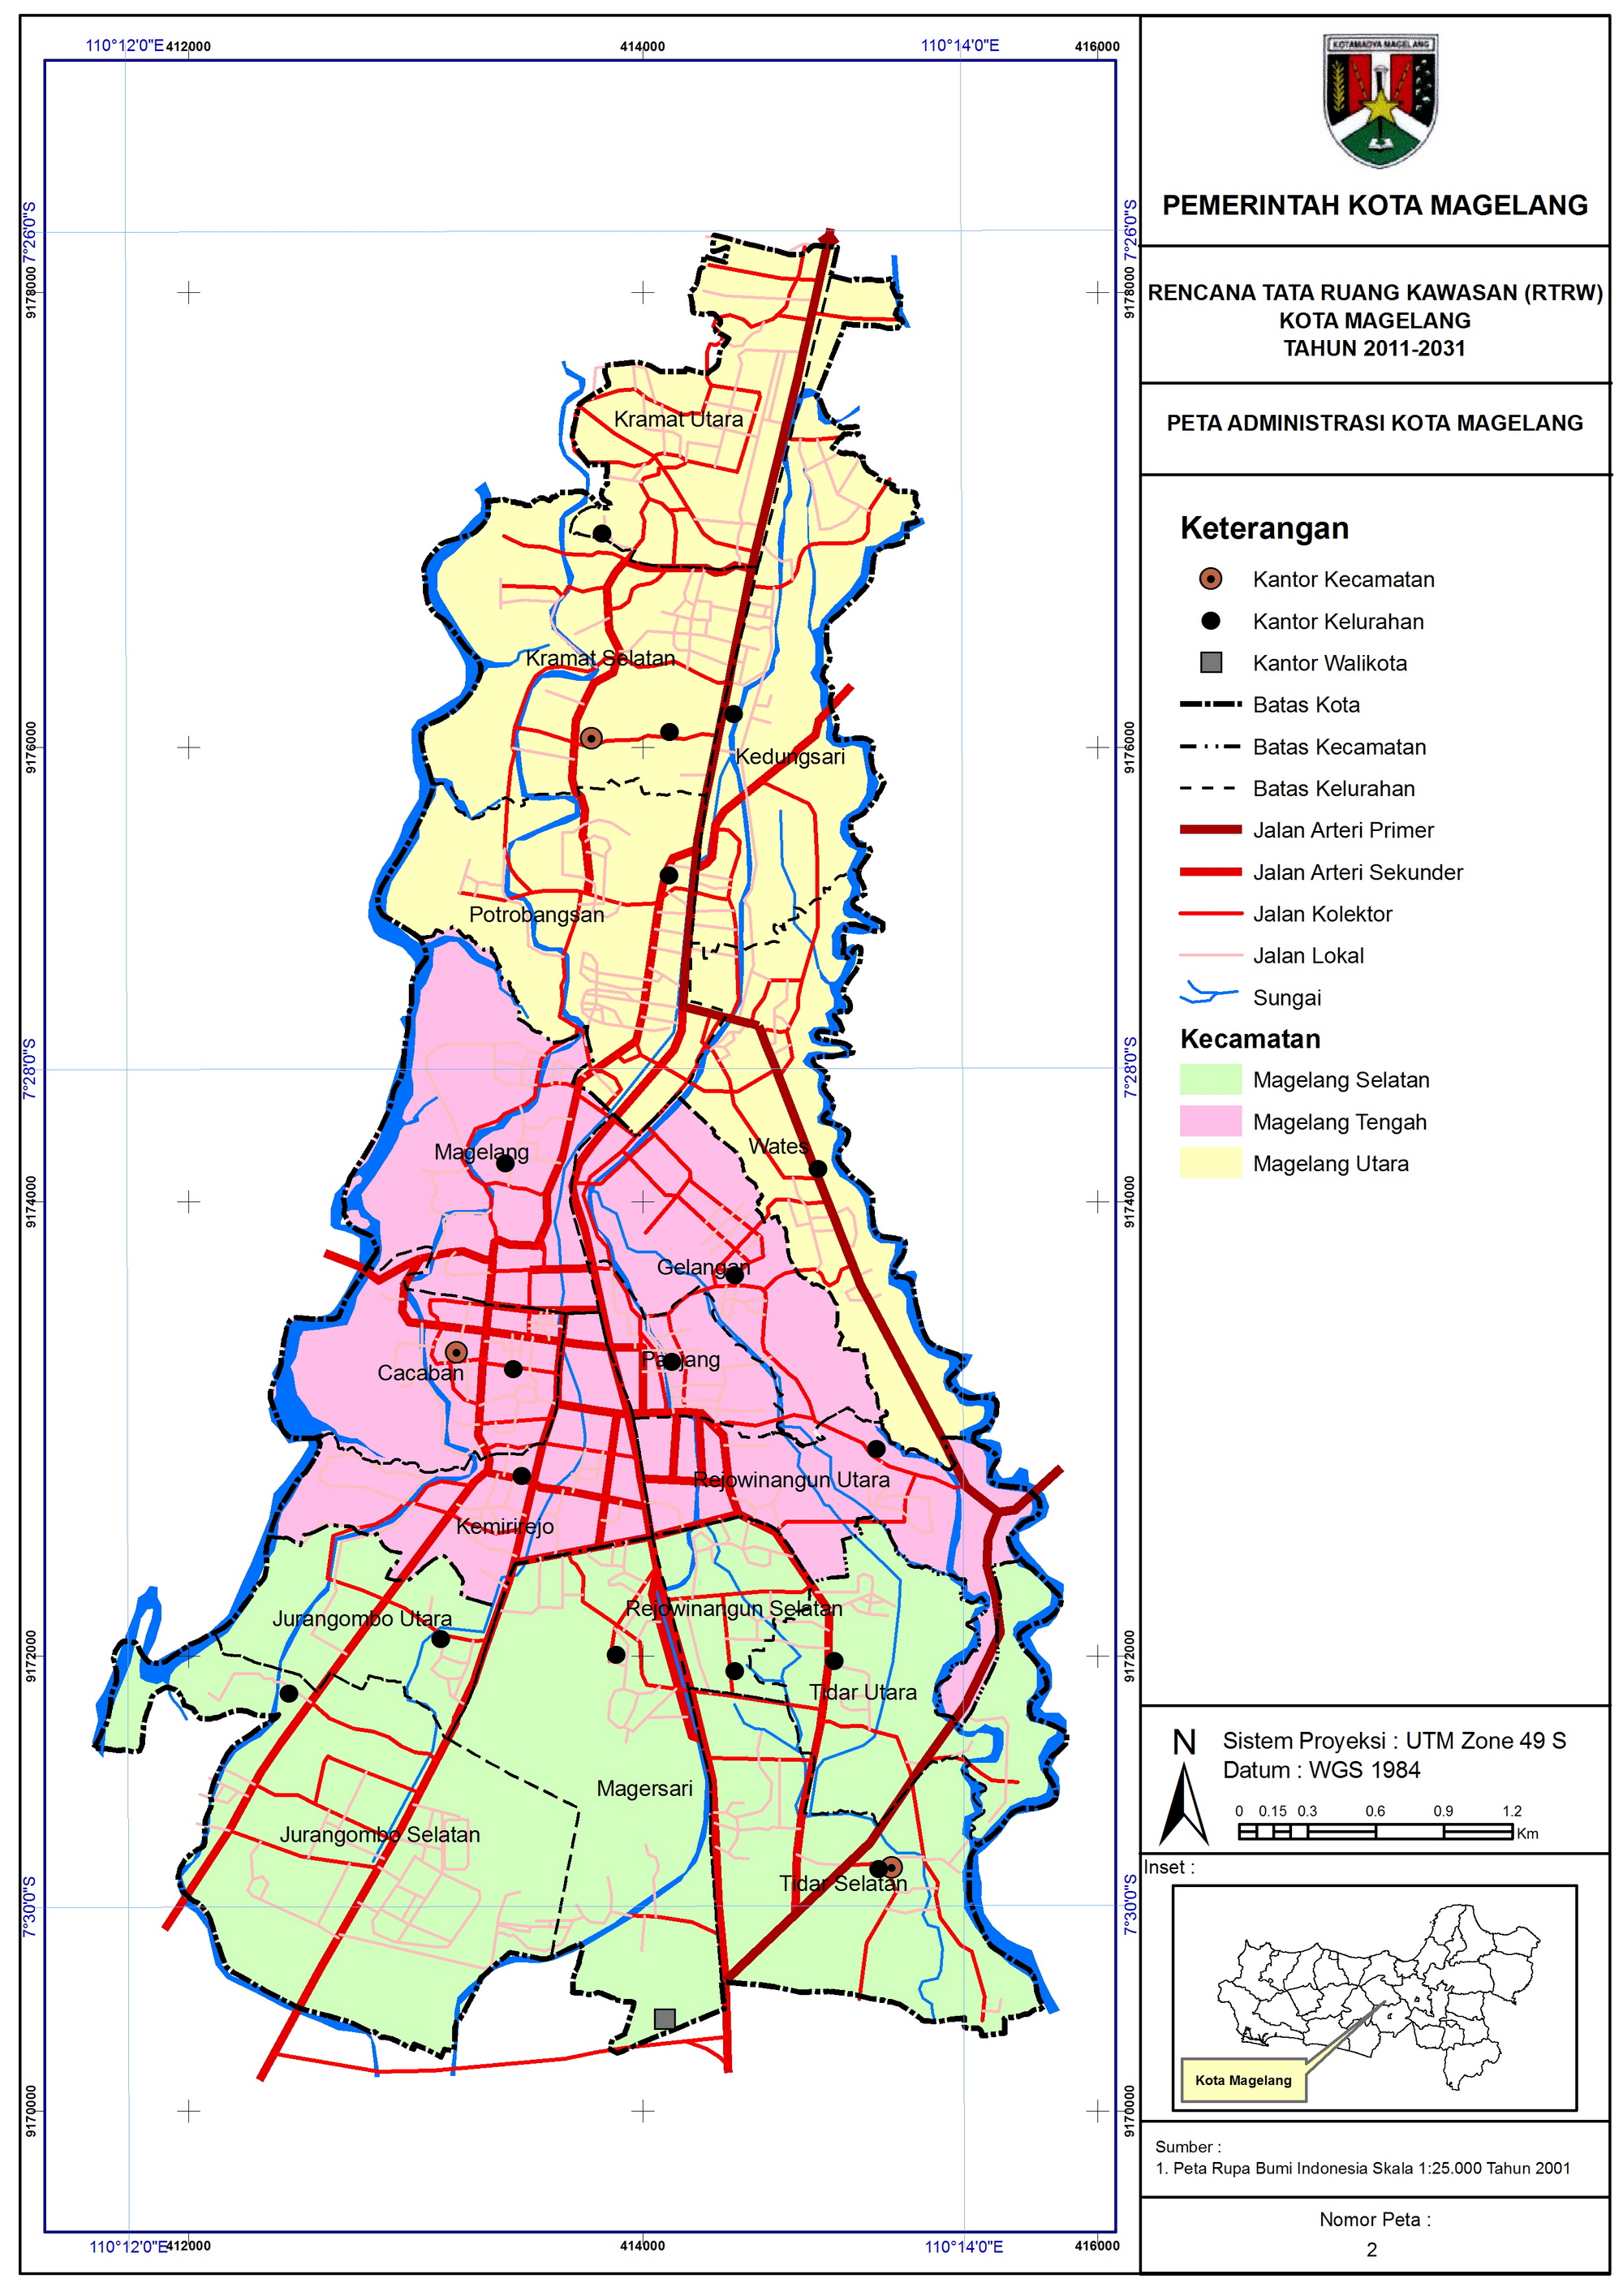 110°12'0"E
412000
414000
110°14'0"E
416000
7°26'0"S
9178000
9176000
7°28'0"S
9174000
9172000
7°30'0"S
9170000
Kramat Utara
Kramat Selatan
Kedungsari
Potrobangsan
Wates
Magelang
Gelangan
Panjang
Cacaban
Rejowinangun Utara
Kemirirejo
Jurangombo Utara
Rejowinangun Selatan
Tidar Utara
Magersari
Jurangombo Selatan
Tidar Selatan
7°26'0"S
9178000
9176000
7°28'0"S
9174000
9172000
7°30'0"S
9170000
110°12'0"E
412000
414000
110°14'0"E
416000
KOTAMADYA MAGELANG
PEMERINTAH KOTA MAGELANG
RENCANA TATA RUANG KAWASAN (RTRW)
KOTA MAGELANG
TAHUN 2011-2031
PETA ADMINISTRASI KOTA MAGELANG
Keterangan
Kantor Kecamatan
Kantor Kelurahan
Kantor Walikota
Batas Kota
Batas Kecamatan
Batas Kelurahan
Jalan Arteri Primer
Jalan Arteri Sekunder
Jalan Kolektor
Jalan Lokal
Sungai
Kecamatan
Magelang Selatan
Magelang Tengah
Magelang Utara
N
Sistem Proyeksi : UTM Zone 49 S
Datum : WGS 1984
0 0.15 0.3 0.6 0.9 1.2
Km
Inset :
Kota Magelang
Sumber :
1. Peta Rupa Bumi Indonesia Skala 1:25.000 Tahun 2001
Nomor Peta :
2